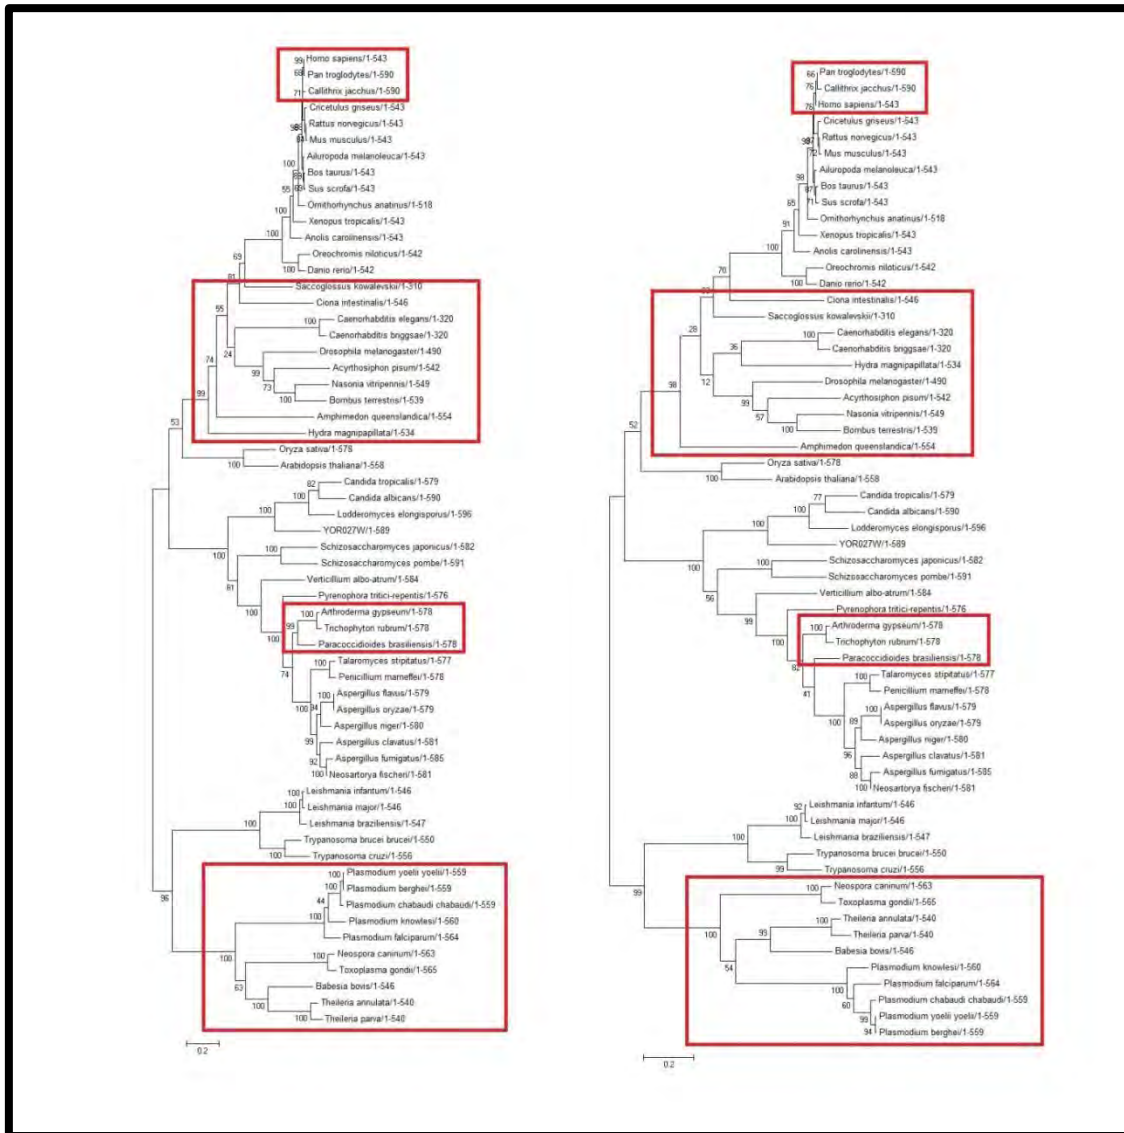 Homo sapiens/1-543
Pan troglodytes/1-590
Callithrix jacchus/1-590
Cricetulus griseus/1-543
Rattus norvegicus/1-543
Mus musculus/1-543
Ailuropoda melanoleuca/1-543
Bos taurus/1-543
Sus scrofa/1-543
Ornithorhynchus anatinus/1-518
Xenopus tropicalis/1-543
Anolis carolinensis/1-543
Oreochromis niloticus/1-542
Danio rerio/1-542
Saccoglossus kowalevskii/1-310
Ciona intestinalis/1-546
Caenorhabditis elegans/1-320
Caenorhabditis briggsae/1-320
Drosophila melanogaster/1-490
Acyrthosiphon pisum/1-542
Nasonia vitripennis/1-549
Bombus terrestris/1-539
Amphimedon queenslandica/1-554
Hydra magnipapillata/1-534
Oryza sativa/1-578
Arabidopsis thaliana/1-558
Candida tropicalis/1-579
Candida albicans/1-590
Lodderomyces elongisporus/1-596
YOR027W/1-589
Schizosaccharomyces japonicus/1-582
Schizosaccharomyces pombe/1-591
Verticillium albo-atrum/1-584
Pyrenophora tritici-repentis/1-576
Arthroderma gypseum/1-578
Trichophyton rubrum/1-578
Paracoccidioides brasiliensis/1-578
Talaromyces stipitatus/1-577
Penicillium marneffei/1-578
Aspergillus flavus/1-579
Aspergillus oryzae/1-579
Aspergillus niger/1-580
Aspergillus clavatus/1-581
Aspergillus fumigatus/1-585
Neosartorya fischeri/1-581
Leishmania infantum/1-546
Leishmania major/1-546
Leishmania braziliensis/1-547
Trypanosoma brucei brucei/1-550
Trypanosoma cruzi/1-556
Plasmodium yoelii yoelii/1-559
Plasmodium berghei/1-559
Plasmodium chabaudi chabaudi/1-559
Plasmodium knowlesi/1-560
Plasmodium falciparum/1-564
Neospora caninum/1-563
Toxoplasma gondii/1-565
Babesia bovis/1-546
Theileria annulata/1-540
Theileria parva/1-540
99
71
100
55
100
100
69
81
55
100
100
24
74
99
73
100
99
53
100
82
100
100
100
100
81
100
100
99
74
100
100
99
92
100
100
100
100
100
96
100
100
44
100
100
63
100
100
0.2
Pan troglodytes/1-590
Callithrix jacchus/1-590
Homo sapiens/1-543
Cricetulus griseus/1-543
Rattus norvegicus/1-543
Mus musculus/1-543
Ailuropoda melanoleuca/1-543
Bos taurus/1-543
Sus scrofa/1-543
Ornithorhynchus anatinus/1-518
Xenopus tropicalis/1-543
Anolis carolinensis/1-543
Oreochromis niloticus/1-542
Danio rerio/1-542
Ciona intestinalis/1-546
Saccoglossus kowalevskii/1-310
Caenorhabditis elegans/1-320
Caenorhabditis briggsae/1-320
Hydra magnipapillata/1-534
Drosophila melanogaster/1-490
Acyrthosiphon pisum/1-542
Nasonia vitripennis/1-549
Bombus terrestris/1-539
Amphimedon queenslandica/1-554
Oryza sativa/1-578
Arabidopsis thaliana/1-558
Candida tropicalis/1-579
Candida albicans/1-590
Lodderomyces elongisporus/1-596
YOR027W/1-589
Schizosaccharomyces japonicus/1-582
Schizosaccharomyces pombe/1-591
Verticillium albo-atrum/1-584
Pyrenophora tritici-repentis/1-576
Arthroderma gypseum/1-578
Trichophyton rubrum/1-578
Paracoccidioides brasiliensis/1-578
Talaromyces stipitatus/1-577
Penicillium marneffei/1-578
Aspergillus flavus/1-579
Aspergillus oryzae/1-579
Aspergillus niger/1-580
Aspergillus clavatus/1-581
Aspergillus fumigatus/1-585
Neosartorya fischeri/1-581
Leishmania infantum/1-546
Leishmania major/1-546
Leishmania braziliensis/1-547
Trypanosoma brucei brucei/1-550
Trypanosoma cruzi/1-556
Neospora caninum/1-563
Toxoplasma gondii/1-565
Theileria annulata/1-540
Theileria parva/1-540
Babesia bovis/1-546
Plasmodium knowlesi/1-560
Plasmodium falciparum/1-564
Plasmodium chabaudi chabaudi/1-559
Plasmodium yoelii yoelii/1-559
Plasmodium berghei/1-559
66
76
98
65
91
100
100
70
28
100
36
12
98
99
57
100
52
100
77
100
100
100
100
56
99
100
100
82
41
100
100
100
89
96
88
100
92
100
100
99
99
100
100
100
99
54
100
60
99
94
0.2